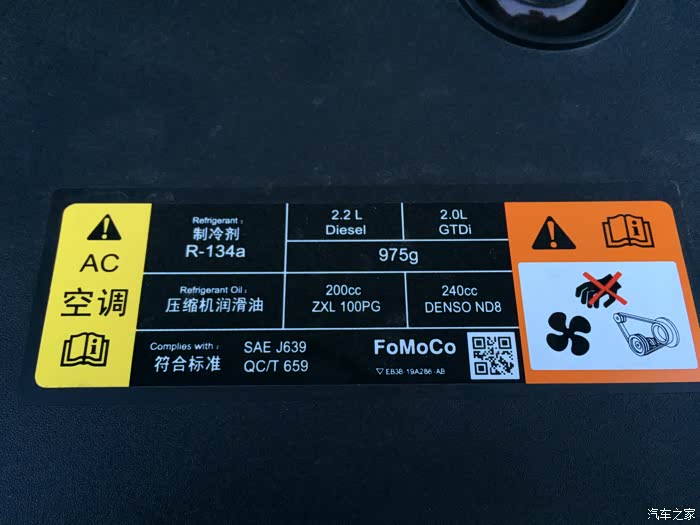 AC
空调
Refrigerant :
制冷剂
R-134a
2.2 L
Diesel
2.0L
GTDi
975g
Refrigerant Oil :
压缩机润滑油
200cc
ZXL 100PG
240cc
DENSO ND8
Complies with :
符合标准
SAE J639
QC/T 659
FoMoCo
EB3B-19A286-AB
汽车之家